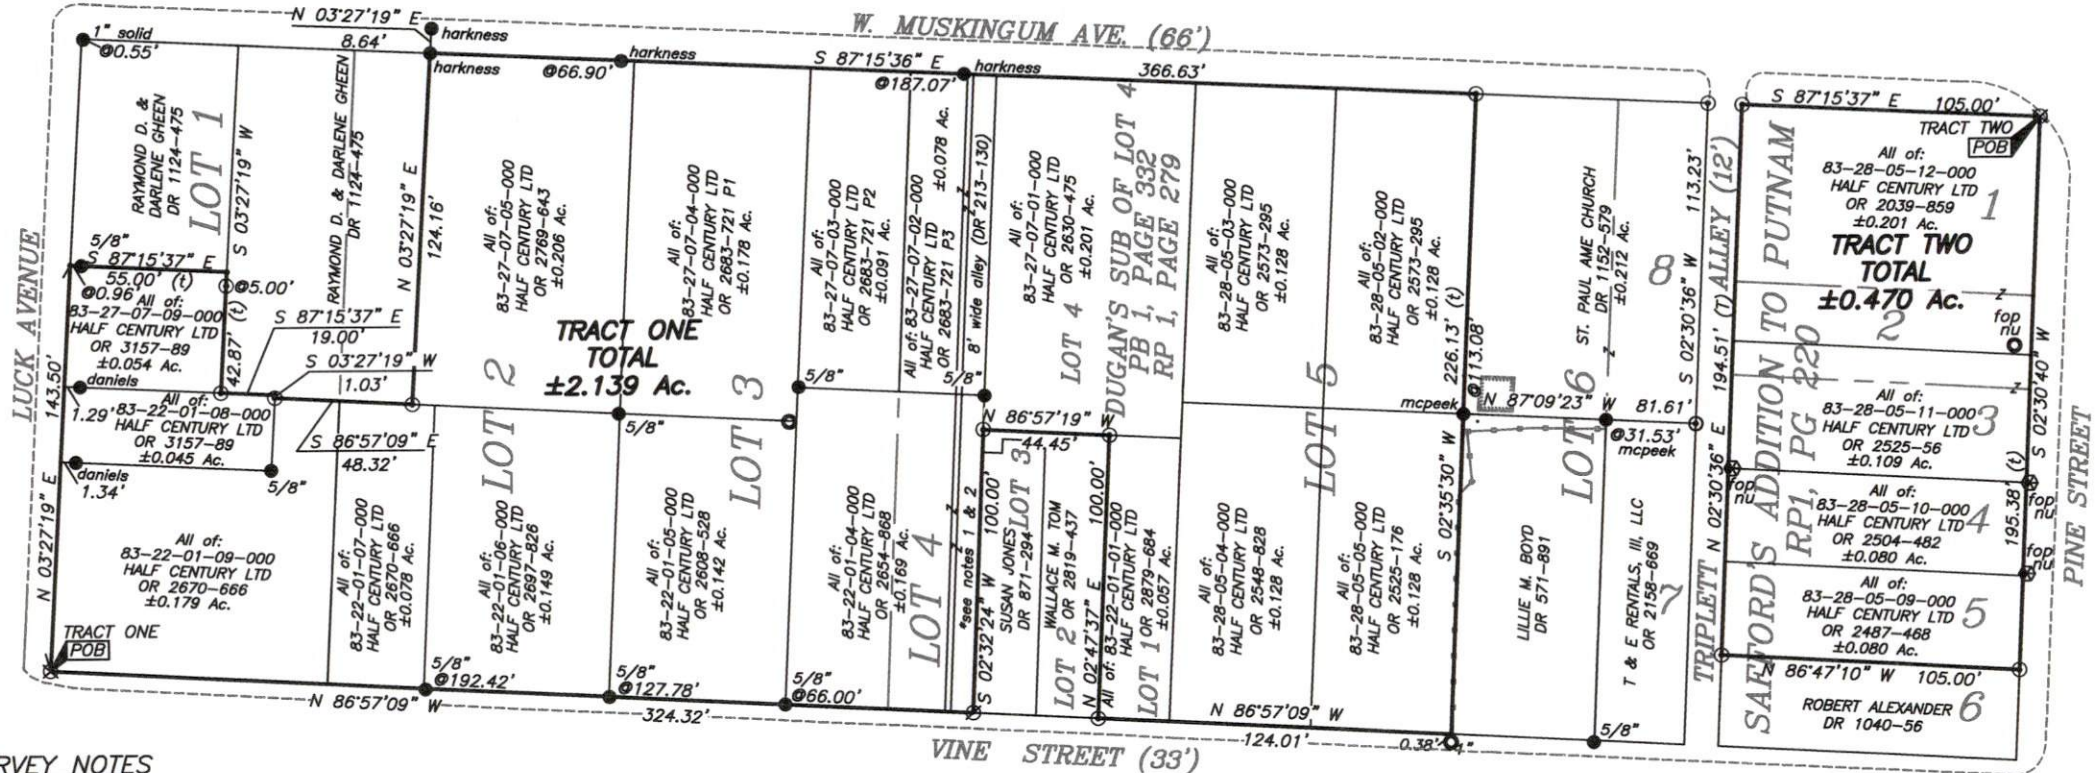 W. MUSKINGUM AVE. (66')
N 03°27'19" E
harkness
1" solid
@0.55'
8.64'
harkness
@66.90'
harkness
S 87°15'36" E
@187.07'
harkness
366.63'
RAYMOND D. &
DARLENE GHEEN
DR 1124-475
LOT 1
S 03°27'19" W
RAYMOND D. & DARLENE GHEEN
DR 1124-475
N 03°27'19" E
124.16'
LUCK AVENUE
5/8"
S 87°15'37" E
55.00' (t)
@0.96'
@5.00'
All of:
83-27-07-09-000
HALF CENTURY LTD
OR 3157-89
±0.054 Ac.
42.87' (t)
S 87°15'37" E
19.00'
S 03°27'19" W
1.03'
143.50'
daniels
1.29'
All of:
83-22-01-08-000
HALF CENTURY LTD
OR 3157-89
±0.045 Ac.
S 86°57'09" E
48.32'
daniels
1.34'
5/8"
N 03°27'19" E
All of:
83-22-01-09-000
HALF CENTURY LTD
OR 2670-666
±0.179 Ac.
TRACT ONE
POB
All of:
83-27-07-05-000
HALF CENTURY LTD
OR 2769-643
±0.206 Ac.
All of:
83-27-07-04-000
HALF CENTURY LTD
OR 2683-721 P1
±0.178 Ac.
All of:
83-27-07-03-000
HALF CENTURY LTD
OR 2683-721 P2
±0.091 Ac.
All of: 83-27-07-02-000
HALF CENTURY LTD
OR 2683-721 P3
±0.078 Ac.
8' wide alley (DR 213-130)
z
All of:
83-27-07-01-000
HALF CENTURY LTD
OR 2630-475
±0.201 Ac.
LOT 4
DUGAN'S SUB OF LOT 4
PB 1, PAGE 332
RP 1, PAGE 279
All of:
83-28-05-03-000
HALF CENTURY LTD
OR 2573-295
±0.128 Ac.
All of:
83-28-05-02-000
HALF CENTURY LTD
OR 2573-295
±0.128 Ac.
226.13' (t)
@113.08'
ST. PAUL AME CHURCH
DR 1152-579
±0.212 Ac.
z
8
S 02°30'36" W
113.23'
TRACT ONE
TOTAL
±2.139 Ac.
LOT 2
LOT 3
5/8"
5/8"
5/8"
N 86°57'19" W
44.45'
LOT 5
mcpeek
N 87°09'23" W
81.61'
@31.53'
mcpeek
LOT 6
All of:
83-22-01-07-000
HALF CENTURY LTD
OR 2670-666
±0.078 Ac.
All of:
83-22-01-06-000
HALF CENTURY LTD
OR 2697-826
±0.149 Ac.
All of:
83-22-01-05-000
HALF CENTURY LTD
OR 2608-528
±0.142 Ac.
All of:
83-22-01-04-000
HALF CENTURY LTD
OR 2654-868
±0.169 Ac.
LOT 4
*see notes 1 & 2
z
z
S 02°32'24" W
100.00'
SUSAN JONES
DR 871-294
LOT 3
WALLACE M. TOM
LOT 2 OR 2819-437
N 02°47'37" E
100.00'
All of: 83-22-01-01-000
HALF CENTURY LTD
LOT 1 OR 2879-684
±0.057 Ac.
All of:
83-28-05-04-000
HALF CENTURY LTD
OR 2548-828
±0.128 Ac.
All of:
83-28-05-05-000
HALF CENTURY LTD
OR 2525-176
±0.128 Ac.
S 02°35'30" W
LILLIE M. BOYD
DR 571-891
T & E RENTALS, III, LLC
OR 2158-669
7
5/8"
@192.42'
5/8"
@127.78'
5/8"
@66.00'
N 86°57'09" W
324.32'
N 86°57'09" W
124.01'
0.38'
5/8"
VINE STREET (33')
TRIPLETT ALLEY (12')
N 02°30'36" E
194.51' (T)
SAFFORD'S ADDITION TO PUTNAM
RP1, PG 220
S 87°15'37" E
105.00'
TRACT TWO
POB
All of:
83-28-05-12-000
HALF CENTURY LTD
OR 2039-859
±0.201 Ac.
1
TRACT TWO
TOTAL
±0.470 Ac.
z
2
fop
nu
z
All of:
83-28-05-11-000
HALF CENTURY LTD
OR 2525-56
±0.109 Ac.
3
fop
nu
fop
nu
All of:
83-28-05-10-000
HALF CENTURY LTD
OR 2504-482
±0.080 Ac.
4
fop
nu
All of:
83-28-05-09-000
HALF CENTURY LTD
OR 2487-468
±0.080 Ac.
5
S 02°30'40" W
195.38' (t)
PINE STREET
N 86°47'10" W
105.00'
ROBERT ALEXANDER
DR 1040-56
6
RVEY NOTES